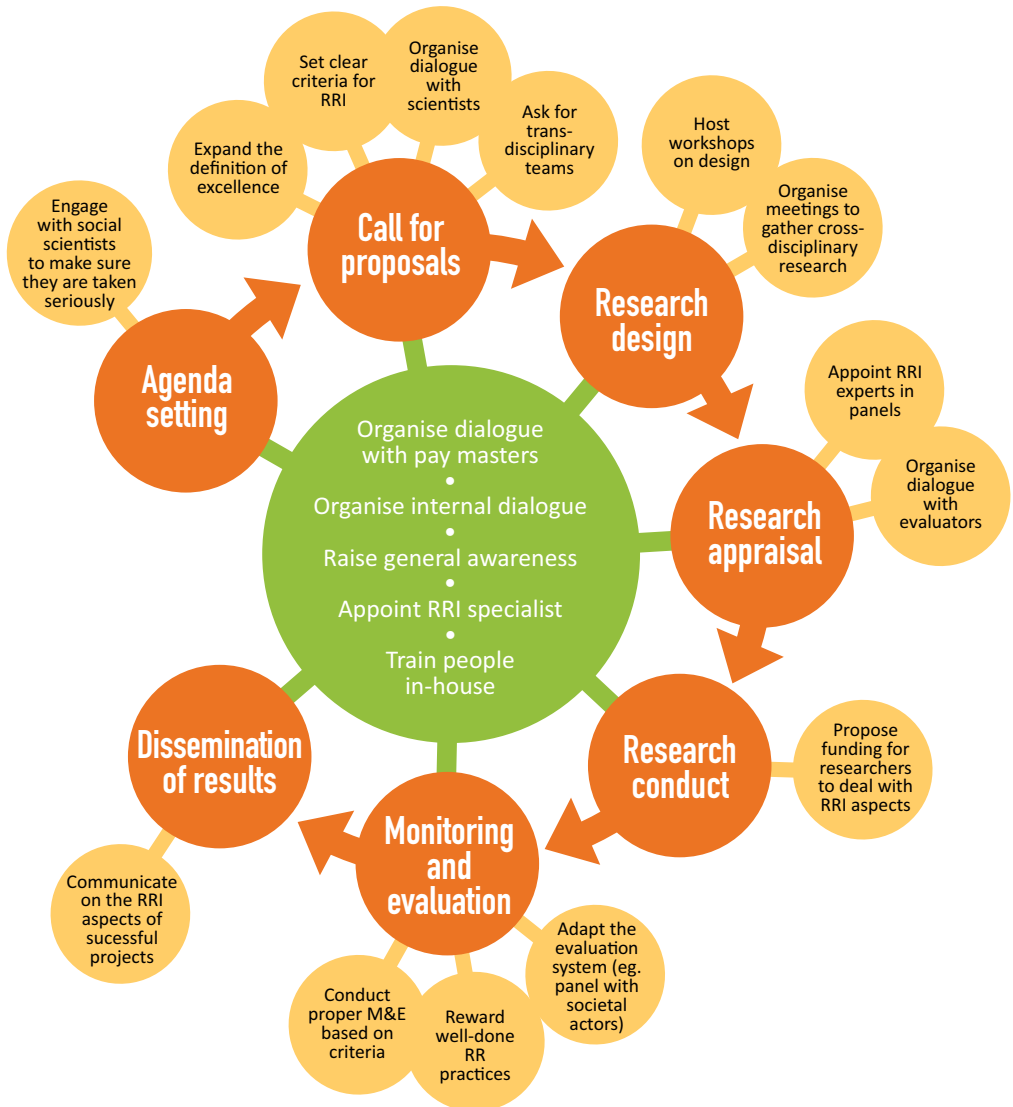 Engage
with social
scientists
to make sure
they are taken
seriously
Agenda
setting
Expand the
definition of
excellence
Set clear
criteria for
RRI
Organise
dialogue
with
scientists
Ask for
trans-
disciplinary
teams
Call for
proposals
Host
workshops
on design
Organise
meetings to
gather cross-
disciplinary
research
Research
design
Appoint RRI
experts in
panels
Organise
dialogue
with
evaluators
Research
appraisal
Propose
funding for
researchers
to deal with
RRI aspects
Research
conduct
Adapt the
evaluation
system (eg.
panel with
societal
actors)
Reward
well-done
RR
practices
Conduct
proper M&E
based on
criteria
Monitoring
and
evaluation
Communicate
on the RRI
aspects of
sucessful
projects
Dissemination
of results
Organise dialogue
with pay masters
•
Organise internal dialogue
•
Raise general awareness
•
Appoint RRI specialist
•
Train people
in-house